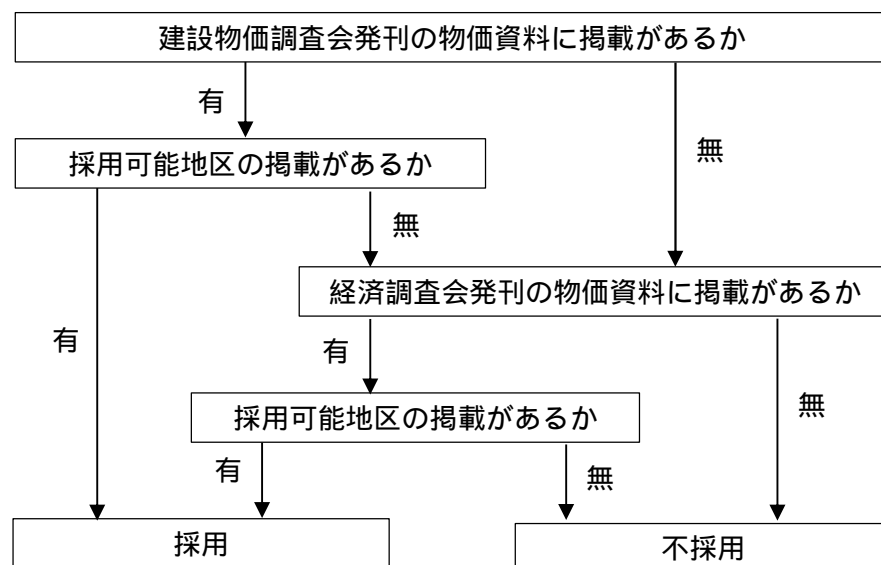 建設物価調査会発刊の物価資料に掲載があるか
有
無
採用可能地区の掲載があるか
無
経済調査会発刊の物価資料に掲載があるか
有
有
無
採用可能地区の掲載があるか
有
無
採用
不採用